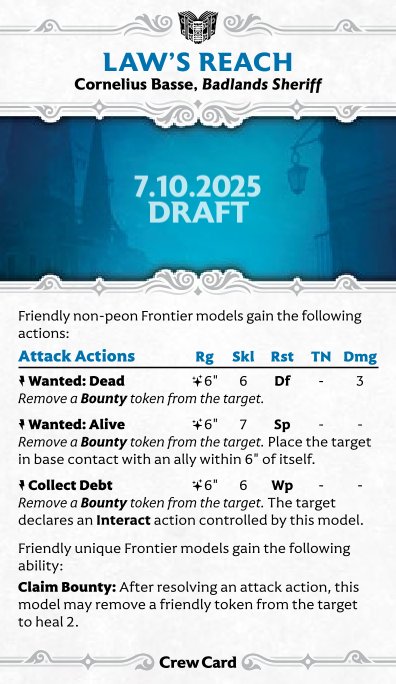 LAW'S REACH
Cornelius Basse, Badlands Sheriff
7.10.2025
DRAFT
Friendly non-peon Frontier models gain the following
actions:
Attack Actions Rg Skl Rst TN Dmg
Wanted: Dead 6" 6 Df - 3
Remove a Bounty token from the target.
Wanted: Alive 6" 7 Sp - -
Remove a Bounty token from the target. Place the target
in base contact with an ally within 6" of itself.
Collect Debt 6" 6 Wp - -
Remove a Bounty token from the target. The target
declares an Interact action controlled by this model.
Friendly unique Frontier models gain the following
ability:
Claim Bounty: After resolving an attack action, this
model may remove a friendly token from the target
to heal 2.
Crew Card